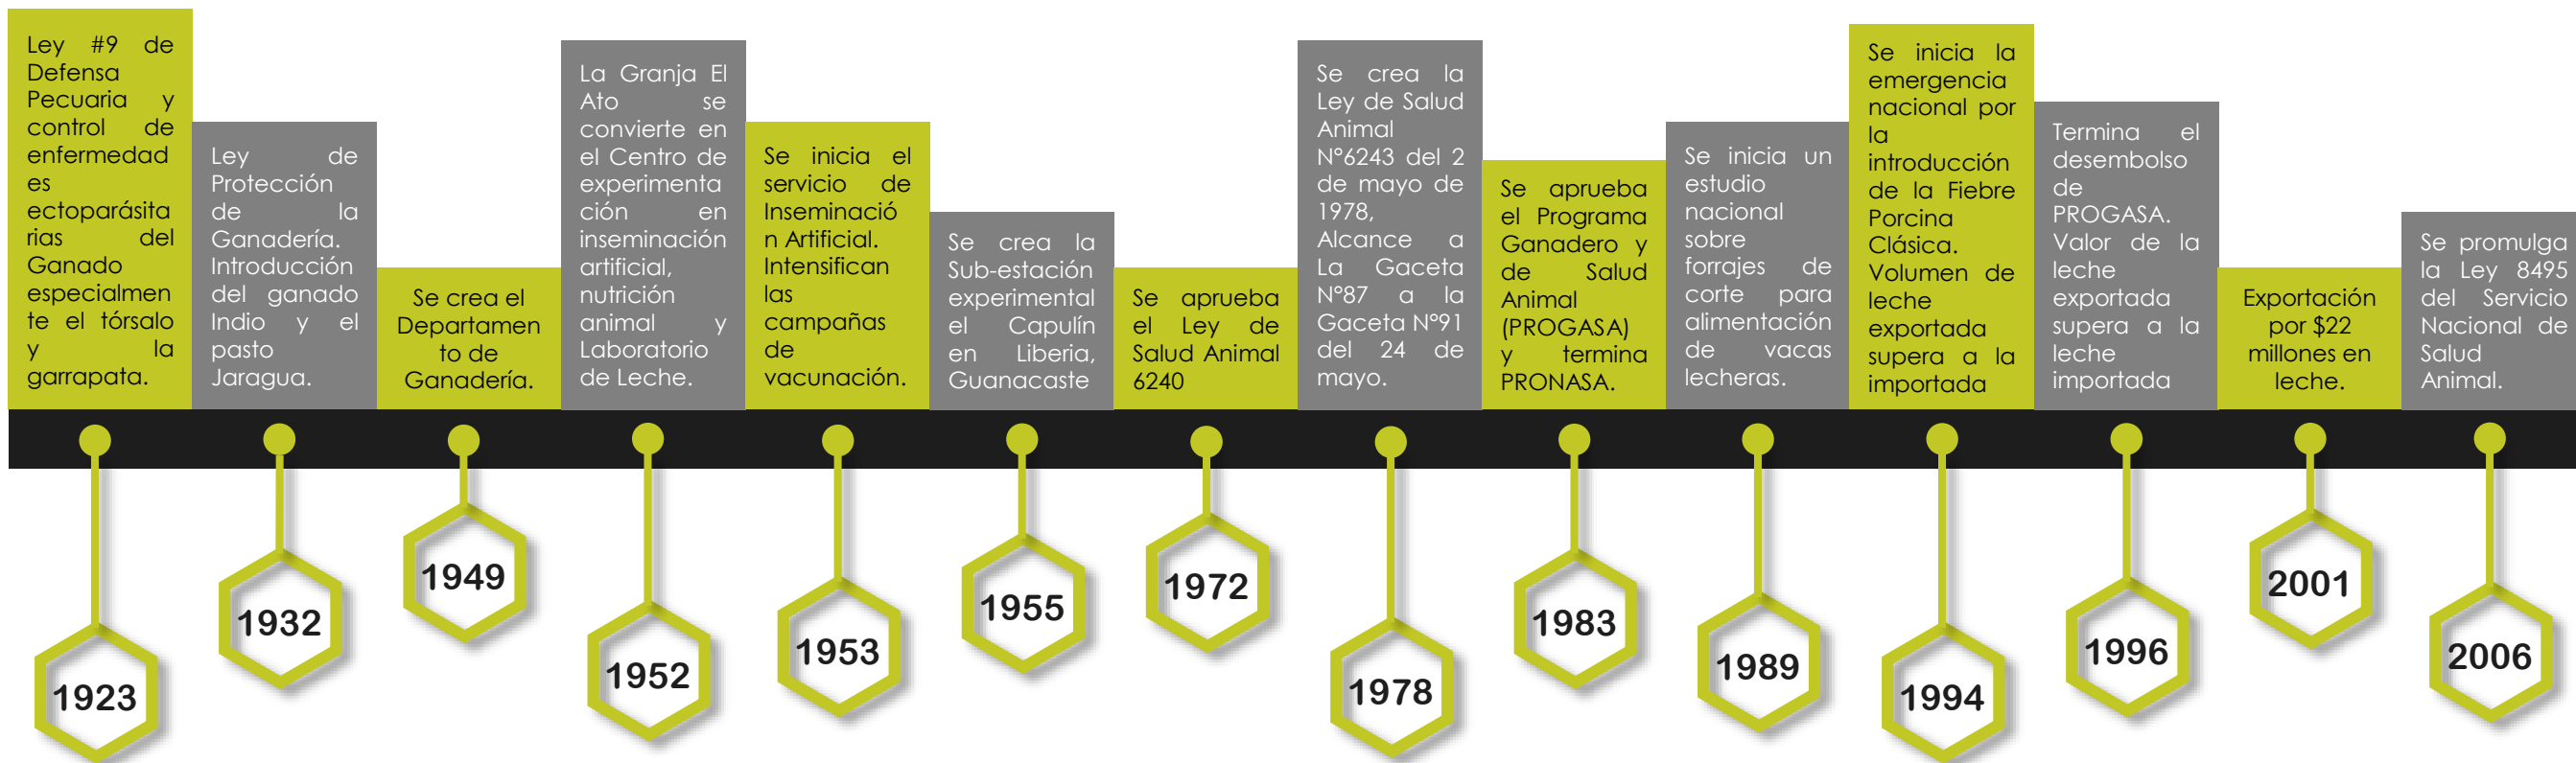 Ley #9 de
Defensa
Pecuaria y
control de
enfermedad
es
ectoparásita
rias del
Ganado
especialmen
te el tórsalo
y la
garrapata.
1923
Ley de
Protección
de la
Ganadería.
Introducción
del ganado
Indio y el
pasto
Jaragua.
1932
Se crea el
Departamen
to de
Ganadería.
1949
La Granja El
Ato se
convierte en
el Centro de
experimenta
ción en
inseminación
artificial,
nutrición
animal y
Laboratorio
de Leche.
1952
Se inicia el
servicio de
Inseminació
n Artificial.
Intensifican
las
campañas
de
vacunación.
1953
Se crea la
Sub-estación
experimental
el Capulín
en Liberia,
Guanacaste
1955
Se aprueba
el Ley de
Salud Animal
6240
1972
Se crea la
Ley de Salud
Animal
N°6243 del 2
de mayo de
1978,
Alcance a
La Gaceta
N°87 a la
Gaceta N°91
del 24 de
mayo.
1978
Se aprueba
el Programa
Ganadero y
de Salud
Animal
(PROGASA)
y termina
PRONASA.
1983
Se inicia un
estudio
nacional
sobre
forrajes de
corte para
alimentación
de vacas
lecheras.
1989
Se inicia la
emergencia
nacional por
la
introducción
de la Fiebre
Porcina
Clásica.
Volumen de
leche
exportada
supera a la
importada
1994
Termina el
desembolso
de
PROGASA.
Valor de la
leche
exportada
supera a la
leche
importada
1996
Exportación
por $22
millones en
leche.
2001
Se promulga
la Ley 8495
del Servicio
Nacional de
Salud
Animal.
2006